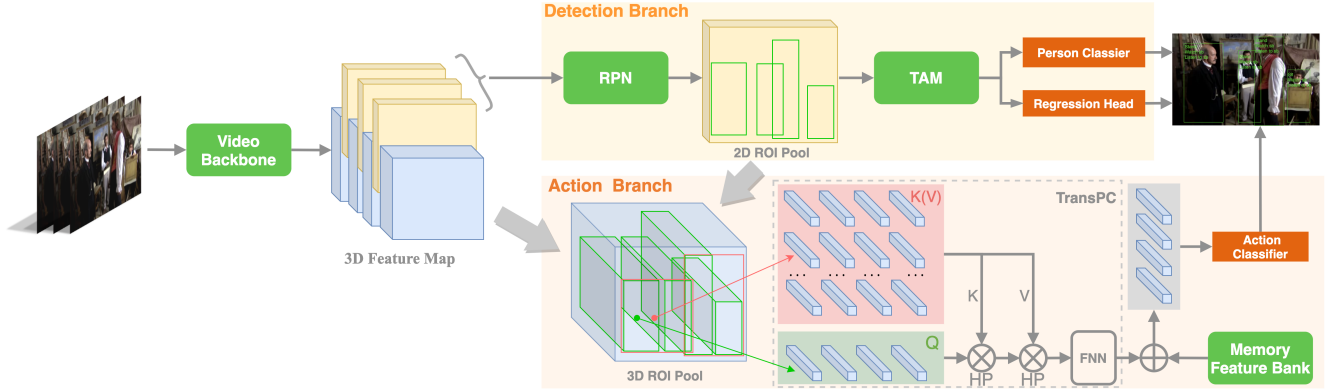 Detection Branch
RPN
TAM
Person Classier
Regression Head
2D ROI Pool
Video
Backbone
3D Feature Map
Action Branch
K(V)
TransPC
Action
Classifier
K
V
Q
HP
HP
FNN
Memory
Feature Bank
3D ROI Pool
...
...
...
...